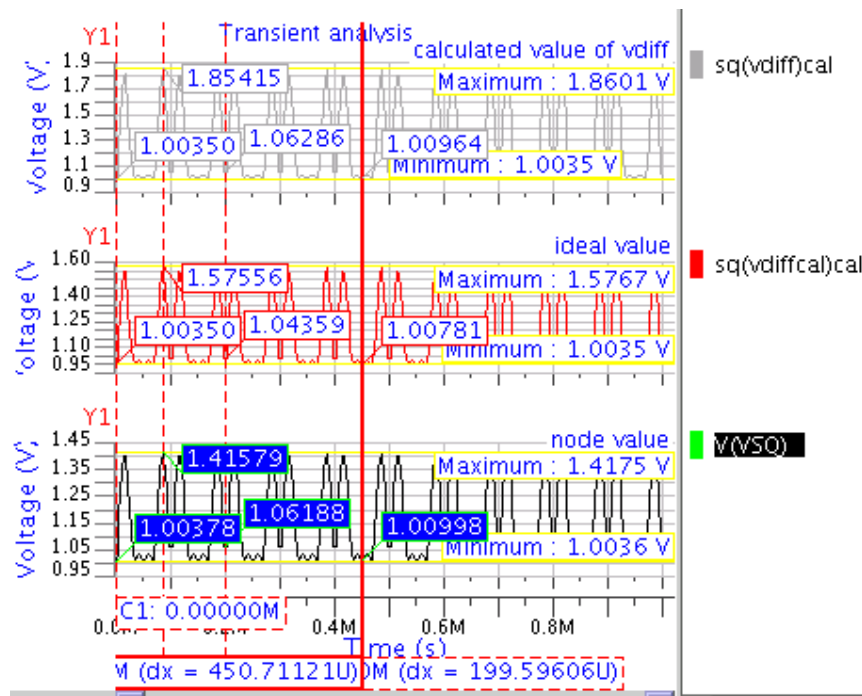 Transient analysis
Y1
calculated value of vdiff
Voltage (V)
1.9
1.7
1.5
1.3
1.1
0.9
1.85415
Maximum : 1.8601 V
1.00350
1.06286
1.00964
Minimum : 1.0035 V
sq(vdiff)cal
Y1
ideal value
oltage (V
1.60
1.40
1.25
1.10
0.95
1.57556
Maximum : 1.5767 V
1.00350
1.04359
1.00781
Minimum : 1.0035 V
sq(vdiffcal)cal
Y1
node value
Voltage (V)
1.45
1.35
1.25
1.15
1.05
0.95
1.41579
Maximum : 1.4175 V
1.00378
1.06188
1.00998
Minimum : 1.0036 V
V(VSQ)
C1: 0.00000M
0.4M
0.6M
0.8M
Time (s)
M (dx = 450.71121U)
M (dx = 199.59606U)